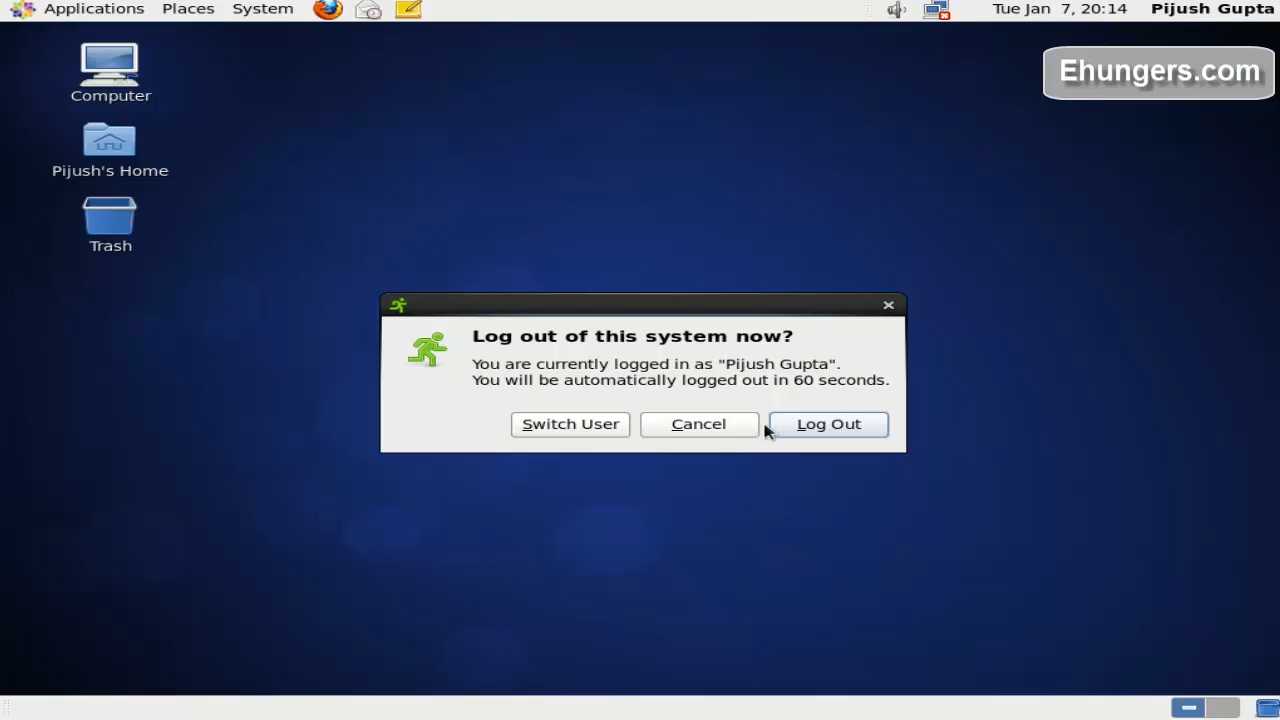 Applications Places System Tue Jan 7, 20:14 Pijush Gupta
Ehungers.com
Computer
Pijush's Home
Trash
Log out of this system now?
You are currently logged in as "Pijush Gupta".
You will be automatically logged out in 60 seconds.
Switch User Cancel Log Out